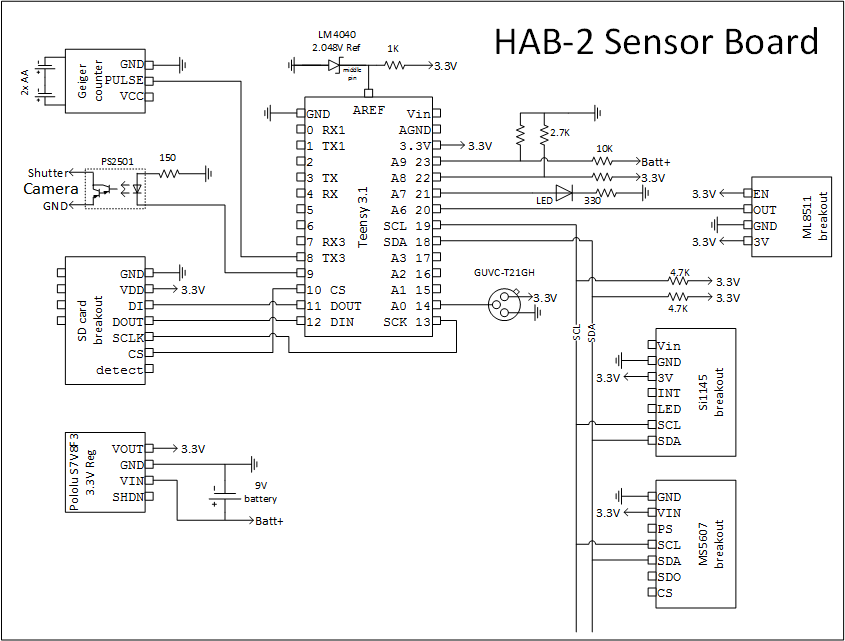 HAB-2 Sensor Board
LM4040
2.048V Ref
1K
3.3V
middle
pin
2x AA
Geiger
counter
GND
PULSE
VCC
PS2501
150
Shutter
Camera
GND
AREF
Teensy 3.1
GND
0 RX1
1 TX1
2
3 TX
4 RX
5
6
7 RX3
8 TX3
9
10 CS
11 DOUT
12 DIN
Vin
AGND
3.3V
A9 23
A8 22
A7 21
A6 20
SCL 19
SDA 18
A3 17
A2 16
A1 15
A0 14
SCK 13
3.3V
2.7K
10K
Batt+
3.3V
LED
330
3.3V
3.3V
EN
OUT
GND
3V
ML8511
breakout
GUVC-T21GH
3.3V
4.7K
3.3V
3.3V
4.7K
SCL
SDA
SD card
breakout
GND
VDD
DI
DOUT
SCLK
CS
detect
3.3V
3.3V
Vin
GND
3V
INT
LED
SCL
SDA
Si1145
breakout
Pololu S7V8F3
3.3V Reg
VOUT
GND
VIN
SHDN
3.3V
9V
battery
Batt+
3.3V
GND
VIN
PS
SCL
SDA
SDO
CS
MS5607
breakout